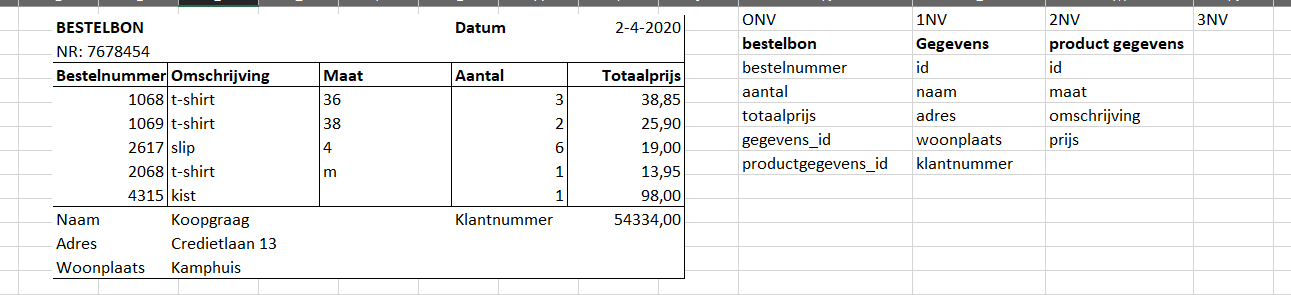 BESTELBON Datum 2-4-2020
NR: 7678454
Bestelnummer Omschrijving Maat Aantal Totaalprijs
1068 t-shirt 36 3 38,85
1069 t-shirt 38 2 25,90
2617 slip 4 6 19,00
2068 t-shirt m 1 13,95
4315 kist 1 98,00
Naam Koopgraag Klantnummer 54334,00
Adres Credietlaan 13
Woonplaats Kamphuis
ONV 1NV 2NV 3NV
bestelbon Gegevens product gegevens
bestelnummer id id
aantal naam maat
totaalprijs adres omschrijving
gegevens_id woonplaats prijs
productgegevens_id klantnummer